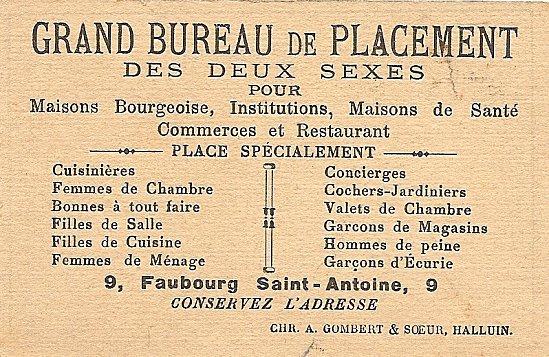 GRAND BUREAU DE PLACEMENT
DES DEUX SEXES
POUR
Maisons Bourgeoise, Institutions, Maisons de Santé
Commerces et Restaurant
PLACE SPÉCIALEMENT
Cuisinières
Femmes de Chambre
Bonnes à tout faire
Filles de Salle
Filles de Cuisine
Femmes de Ménage
Concierges
Cochers-Jardiniers
Valets de Chambre
Garcons de Magasins
Hommes de peine
Garçons d'Écurie
9, Faubourg Saint-Antoine, 9
CONSERVEZ L'ADRESSE
CHR. A. GOMBERT & SŒUR, HALLUIN.